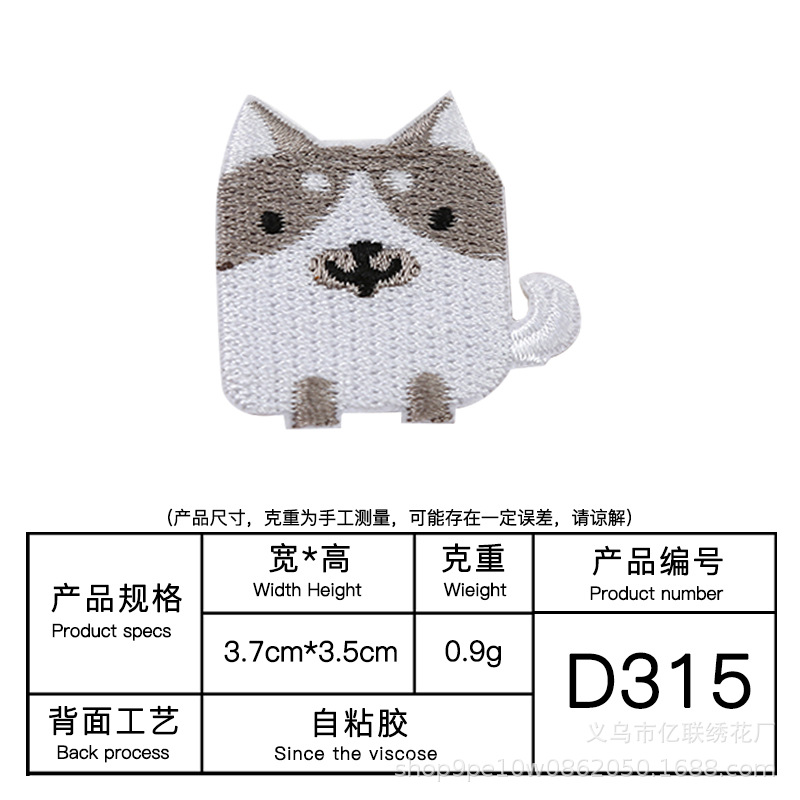 (产品尺寸，克重为手工测量，可能存在一定误差，请谅解)
宽*高
Width Height
克重
Wieight
产品编号
Product number
产品规格
Product specs
3.7cm*3.5cm
0.9g
D315
背面工艺
Back process
自粘胶
Since the viscose
义乌市亿联绣花厂
shop9pe10w0862050.1688.com